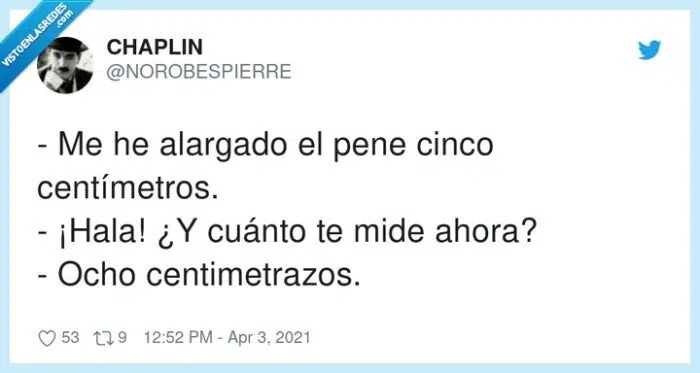 VISTOENLASREDES
.com
CHAPLIN
@NOROBESPIERRE
- Me he alargado el pene cinco
centímetros.
- ¡Hala! ¿Y cuánto te mide ahora?
- Ocho centimetrazos.
53 9 12:52 PM - Apr 3, 2021